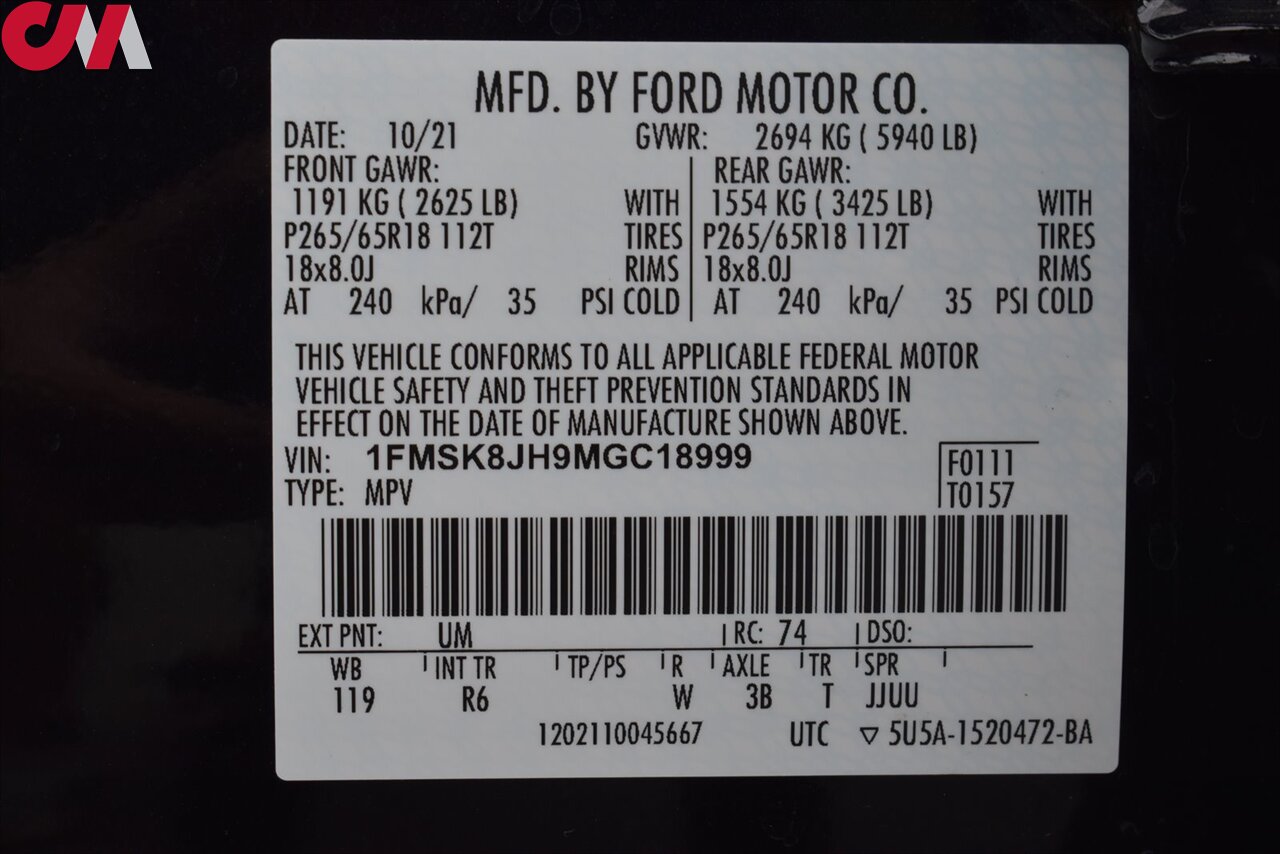 CM
MFD. BY FORD MOTOR CO.
DATE: 10/21 GVWR: 2694 KG ( 5940 LB)
FRONT GAWR: REAR GAWR:
1191 KG ( 2625 LB) WITH 1554 KG ( 3425 LB) WITH
P265/65R18 112T TIRES P265/65R18 112T TIRES
18x8.0J RIMS 18x8.0J RIMS
AT 240 kPa/ 35 PSI COLD AT 240 kPa/ 35 PSI COLD
THIS VEHICLE CONFORMS TO ALL APPLICABLE FEDERAL MOTOR
VEHICLE SAFETY AND THEFT PREVENTION STANDARDS IN
EFFECT ON THE DATE OF MANUFACTURE SHOWN ABOVE.
VIN: 1FMSK8JH9MGC18999 F0111
TYPE: MPV T0157
EXT PNT: UM RC: 74 DSO:
WB INT TR TP/PS R AXLE TR SPR
119 R6 W 3B T JJUU
1202110045667 UTC ▽ 5U5A-1520472-BA